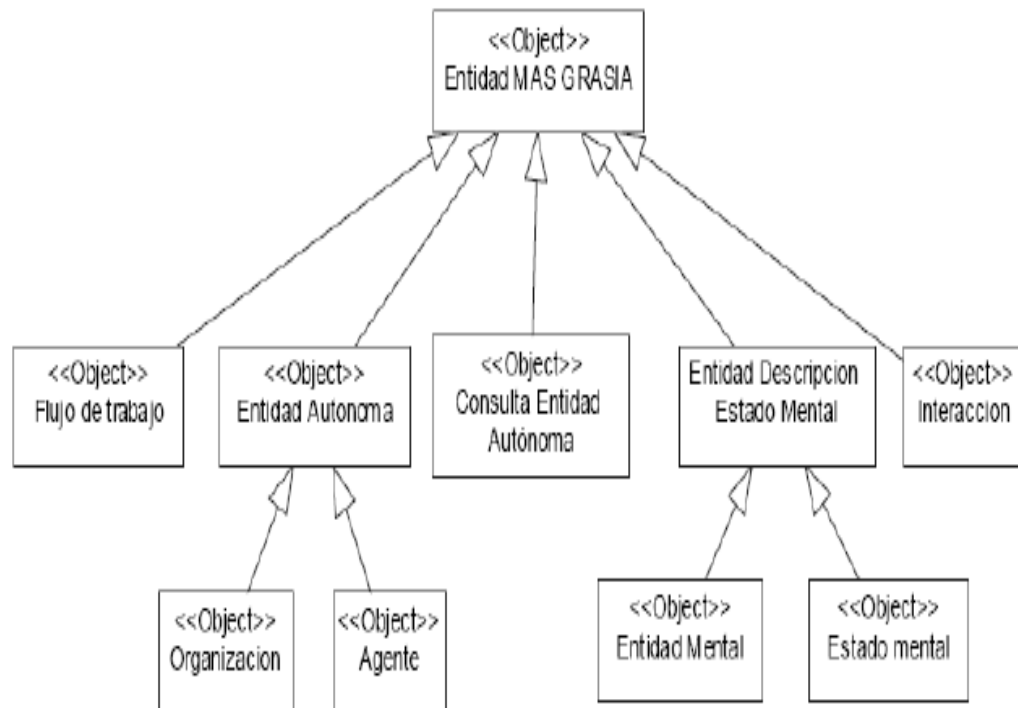 <<Object>>
Entidad MAS GRASIA
<<Object>>
Flujo de trabajo
<<Object>>
Entidad Autonoma
<<Object>>
Consulta Entidad
Autónoma
Entidad Descripcion
Estado Mental
<<Object>>
Interaccion
<<Object>>
Organizacion
<<Object>>
Agente
<<Object>>
Entidad Mental
<<Object>>
Estado mental